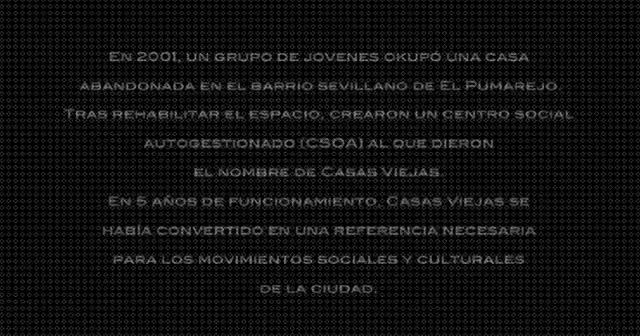 En 2001, un grupo de jovenes okupó una casa
abandonada en el barrio sevillano de El Pumarejo.
Tras rehabilitar el espacio, crearon un centro social
autogestionado (CSOA) al que dieron
el nombre de Casas Viejas.
En 5 años de funcionamiento, Casas Viejas se
había convertido en una referencia necesaria
para los movimientos sociales y culturales
de la ciudad.